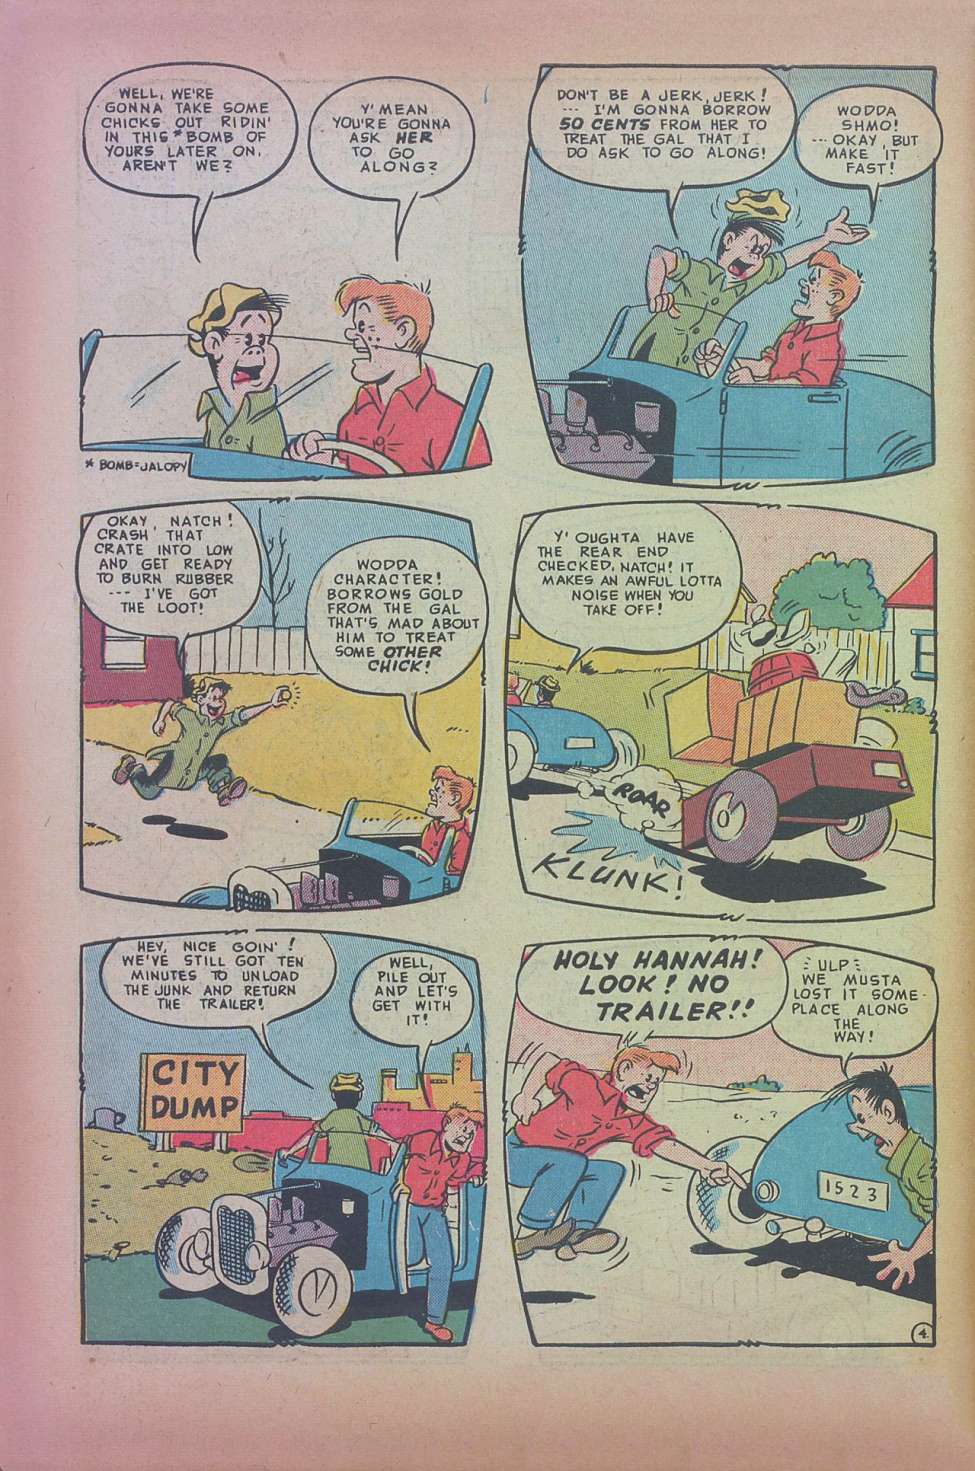 WELL, WE'RE
GONNA TAKE SOME
CHICKS OUT RIDIN'
IN THIS * BOMB OF
YOURS LATER ON,
AREN'T WE?
Y' MEAN
YOU'RE GONNA
ASK HER
TO GO
ALONG?
* BOMB=JALOPY
DON'T BE A JERK, JERK!
--- I'M GONNA BORROW
50 CENTS FROM HER TO
TREAT THE GAL THAT I
DO ASK TO GO ALONG!
WODDA
SHMO!
--- OKAY, BUT
MAKE IT
FAST!
OKAY, NATCH!
CRASH THAT
CRATE INTO LOW
AND GET READY
TO BURN RUBBER
--- I'VE GOT
THE LOOT!
WODDA
CHARACTER!
BORROWS GOLD
FROM THE GAL
THAT'S MAD ABOUT
HIM TO TREAT
SOME OTHER
CHICK!
Y' OUGHTA HAVE
THE REAR END
CHECKED, NATCH! IT
MAKES AN AWFUL LOTTA
NOISE WHEN YOU
TAKE OFF!
ROAR
KLUNK!
HEY, NICE GOIN'!
WE'VE STILL GOT TEN
MINUTES TO UNLOAD
THE JUNK AND RETURN
THE TRAILER!
WELL,
PILE OUT
AND LET'S
GET WITH
IT!
CITY
DUMP
HOLY HANNAH!
LOOK! NO
TRAILER!!
ULP
WE MUSTA
LOST IT SOME-
PLACE ALONG
THE
WAY!
1523
4